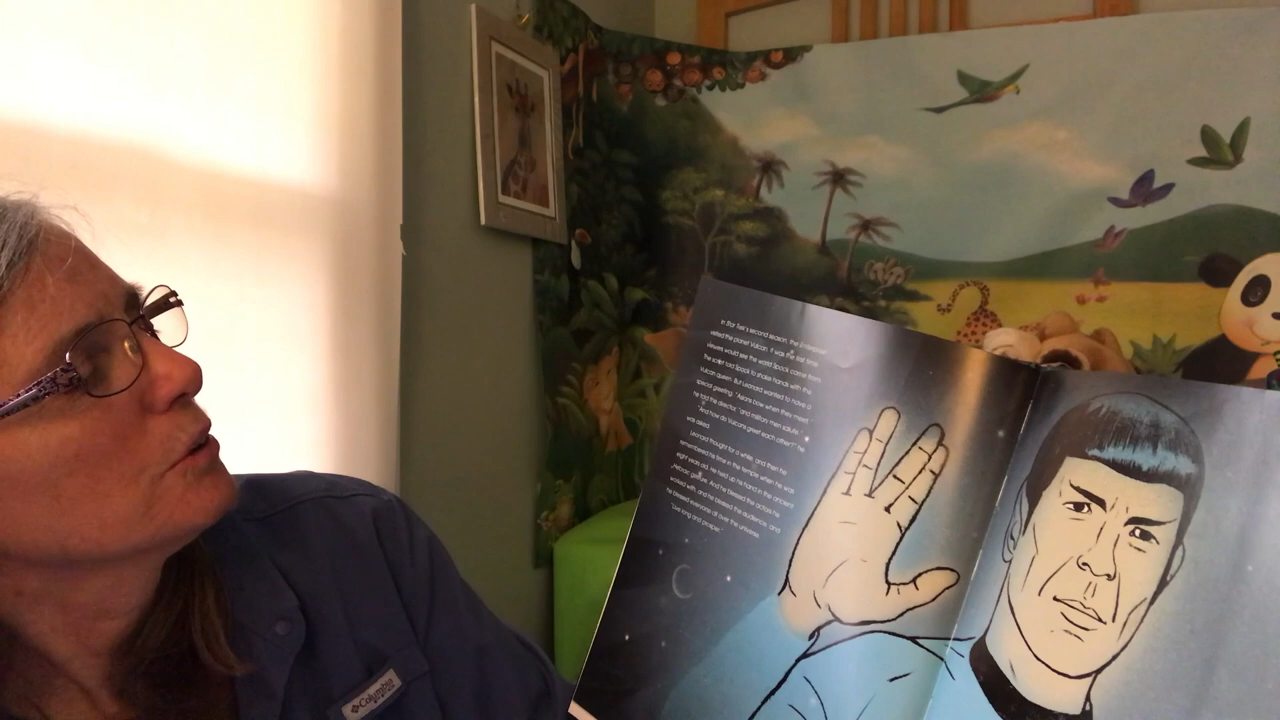 In Star Trek's second season, the Enterprise
visited the planet Vulcan. It was the first time
viewers would see the world Spock came from.
The script told Spock to shake hands with the
Vulcan queen. But Leonard wanted to have a
special greeting. "Asians bow when they meet,"
he told the director, "and military men salute."
"And how do Vulcans greet each other?" he
was asked.
Leonard thought for a while, and then he
remembered his time in the temple when he was
eight years old. He held up his hand in the ancient
Hebraic gesture. And he blessed the actors he
worked with, and he blessed the audience, and
he blessed everyone all over the universe.
"Live long and prosper."
Columbia